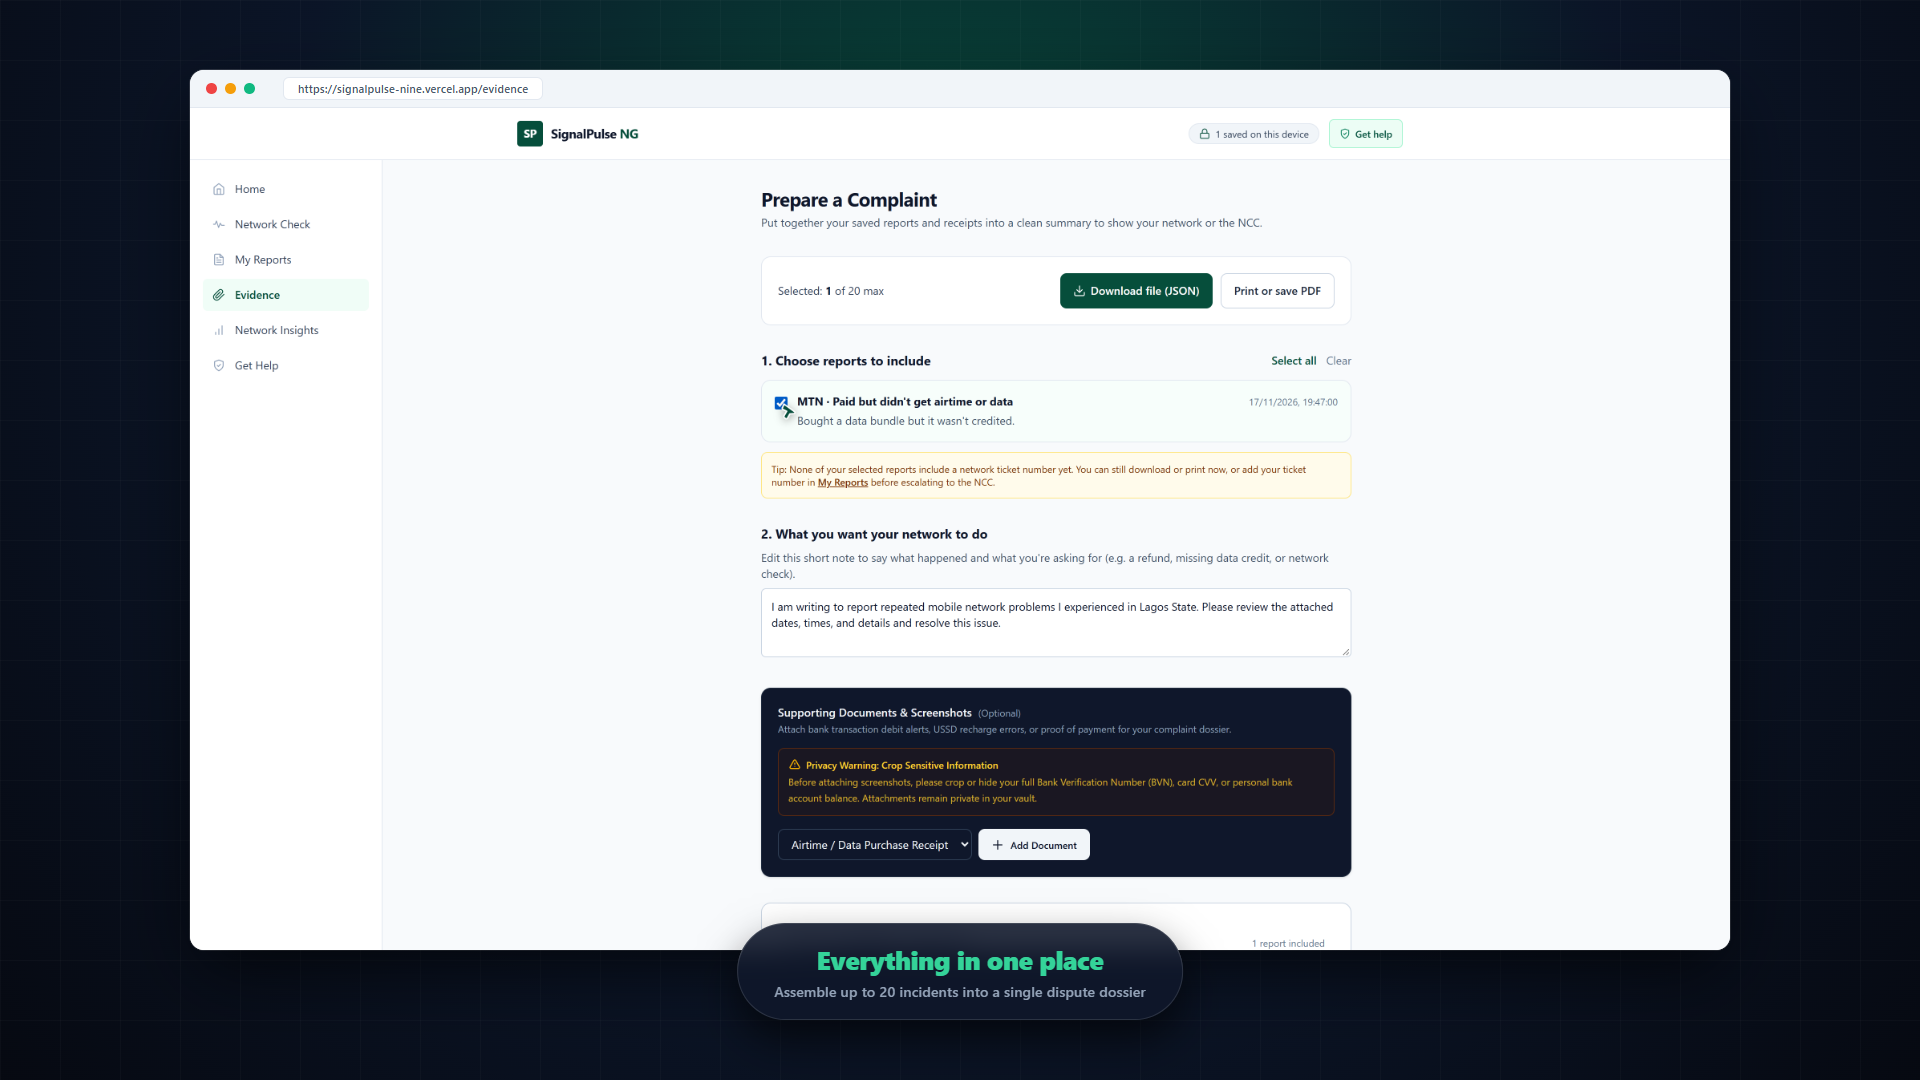 https://signalpulse-nine.vercel.app/evidence
SP SignalPulse NG
1 saved on this device
Get help
Home
Network Check
My Reports
Evidence
Network Insights
Get Help
Prepare a Complaint
Put together your saved reports and receipts into a clean summary to show your network or the NCC.
Selected: 1 of 20 max
Download file (JSON)
Print or save PDF
1. Choose reports to include
Select all
Clear
MTN · Paid but didn't get airtime or data
17/11/2026, 19:47:00
Bought a data bundle but it wasn't credited.
Tip: None of your selected reports include a network ticket number yet. You can still download or print now, or add your ticket
number in My Reports before escalating to the NCC.
2. What you want your network to do
Edit this short note to say what happened and what you're asking for (e.g. a refund, missing data credit, or network
check).
I am writing to report repeated mobile network problems I experienced in Lagos State. Please review the attached
dates, times, and details and resolve this issue.
Supporting Documents & Screenshots (Optional)
Attach bank transaction debit alerts, USSD recharge errors, or proof of payment for your complaint dossier.
Privacy Warning: Crop Sensitive Information
Before attaching screenshots, please crop or hide your full Bank Verification Number (BVN), card CVV, or personal bank
account balance. Attachments remain private in your vault.
Airtime / Data Purchase Receipt
Add Document
1 report included
Everything in one place
Assemble up to 20 incidents into a single dispute dossier